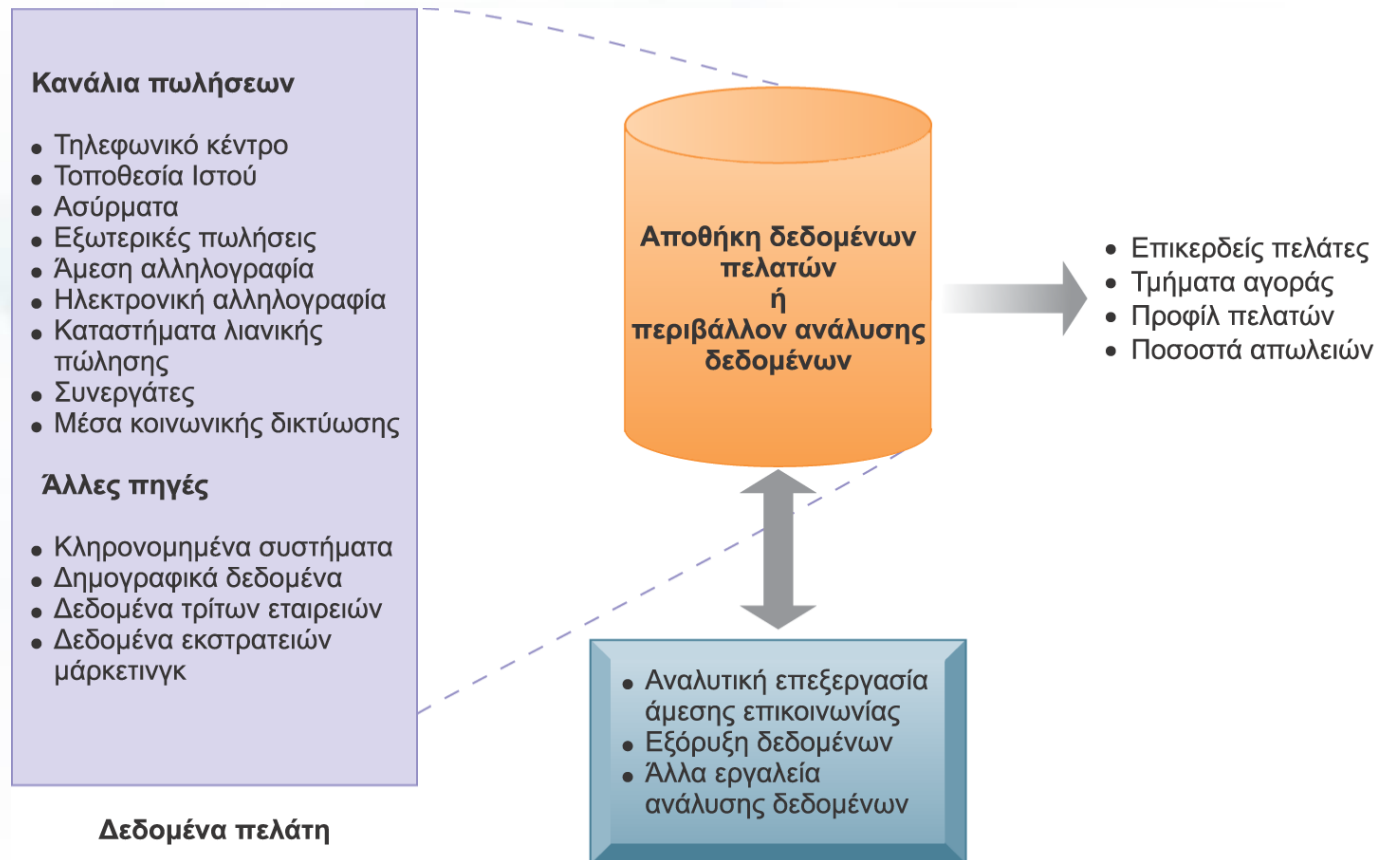 Κανάλια πωλήσεων
• Τηλεφωνικό κέντρο
• Τοποθεσία Ιστού
• Ασύρματα
• Εξωτερικές πωλήσεις
• Άμεση αλληλογραφία
• Ηλεκτρονική αλληλογραφία
• Καταστήματα λιανικής
πώλησης
• Συνεργάτες
• Μέσα κοινωνικής δικτύωσης
Άλλες πηγές
• Κληρονομημένα συστήματα
• Δημογραφικά δεδομένα
• Δεδομένα τρίτων εταιρειών
• Δεδομένα εκστρατειών
μάρκετινγκ
Δεδομένα πελάτη
Αποθήκη δεδομένων
πελατών
ή
περιβάλλον ανάλυσης
δεδομένων
• Επικερδείς πελάτες
• Τμήματα αγοράς
• Προφίλ πελατών
• Ποσοστά απωλειών
• Αναλυτική επεξεργασία
άμεσης επικοινωνίας
• Εξόρυξη δεδομένων
• Άλλα εργαλεία
ανάλυσης δεδομένων